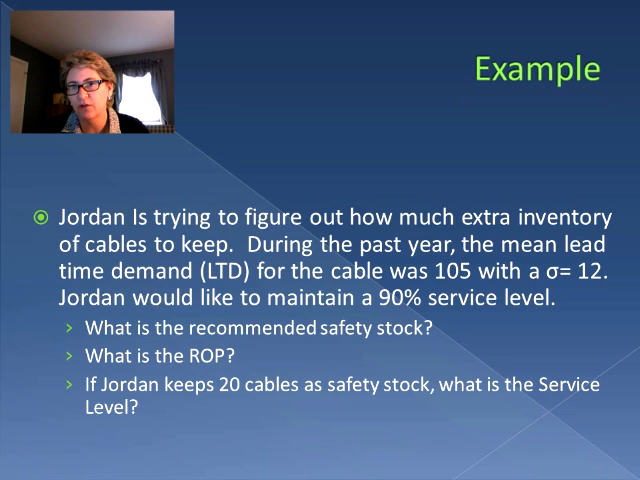 Example
Jordan Is trying to figure out how much extra inventory
of cables to keep. During the past year, the mean lead
time demand (LTD) for the cable was 105 with a σ= 12.
Jordan would like to maintain a 90% service level.
What is the recommended safety stock?
What is the ROP?
If Jordan keeps 20 cables as safety stock, what is the Service
Level?